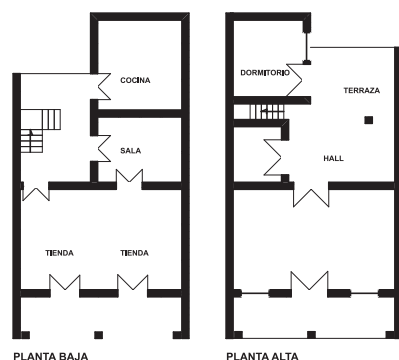 COCINA
SALA
TIENDA
TIENDA
PLANTA BAJA
DORMITORIO
TERRAZA
HALL
PLANTA ALTA